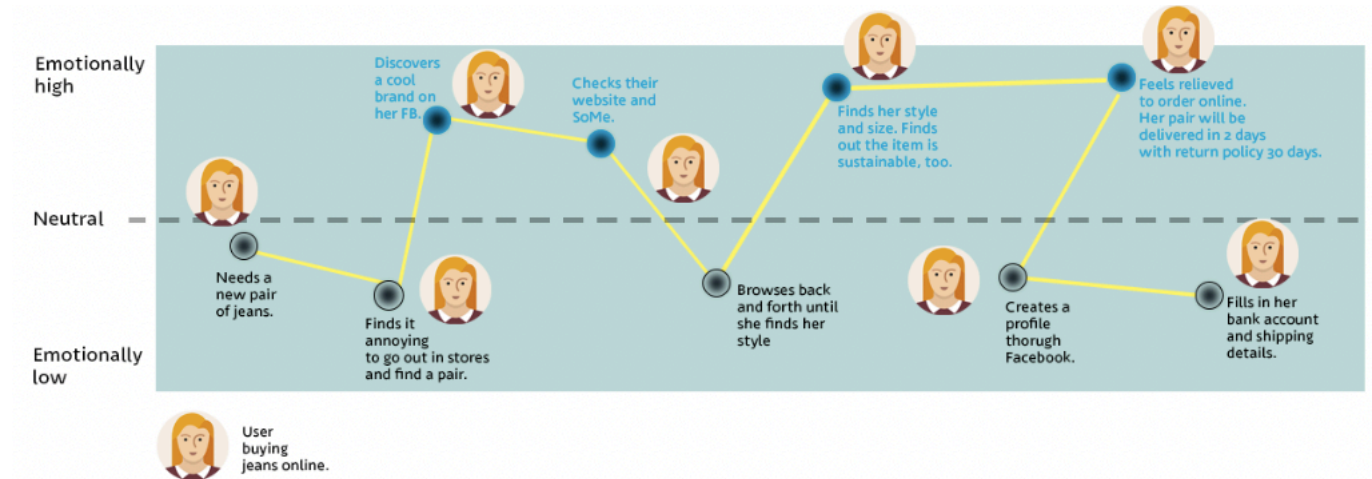 Emotionally
high
Neutral
Emotionally
low
Needs a
new pair
of jeans.
Finds it
annoying
to go out in stores
and find a pair.
Discovers
a cool
brand on
her FB.
Checks their
website and
SoMe.
Browses back
and forth until
she finds her
style
Finds her style
and size. Finds
out the item is
sustainable, too.
Creates a
profile
thorugh
Facebook.
Feels relieved
to order online.
Her pair will be
delivered in 2 days
with return policy 30 days.
Fills in her
bank account
and shipping
details.
User
buying
jeans online.